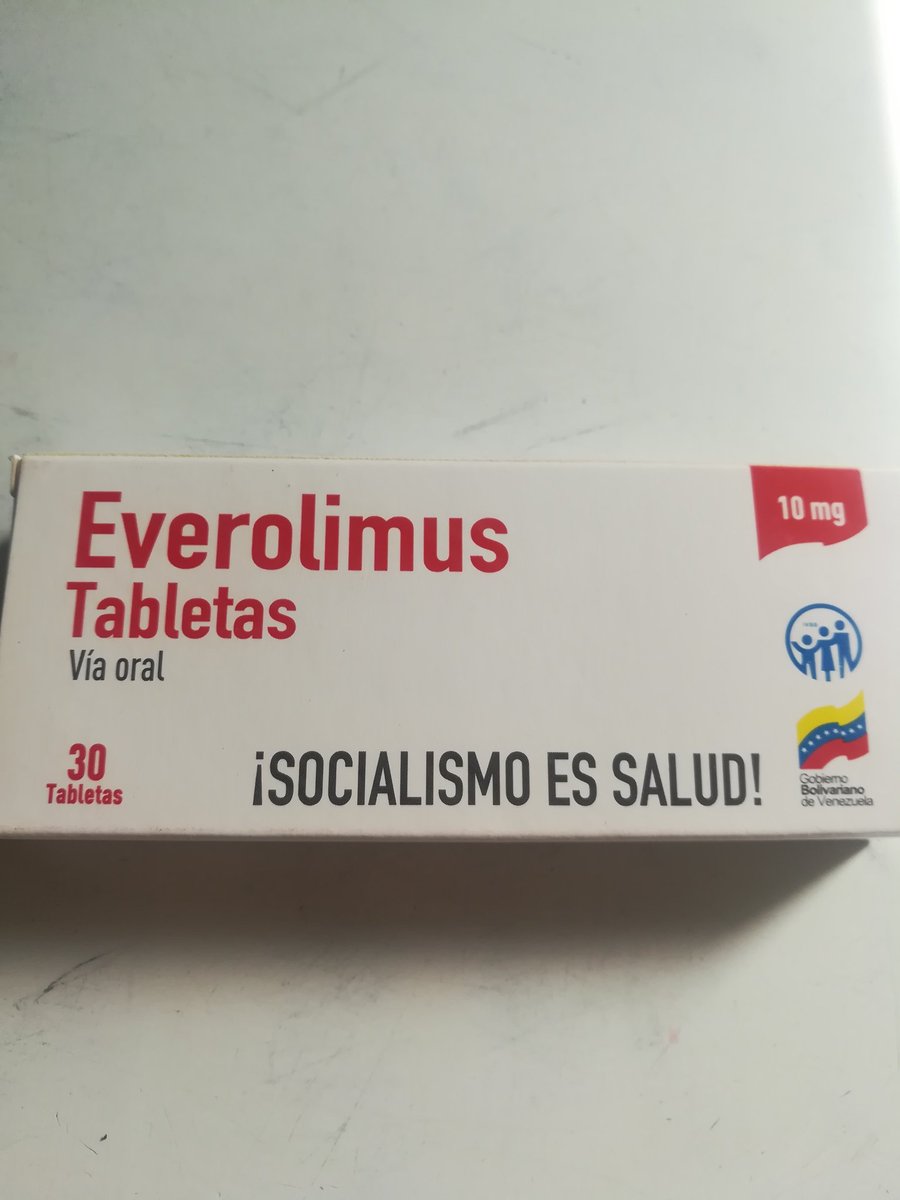 Everolimus
Tabletas
Vía oral
10 mg
30
Tabletas
¡SOCIALISMO ES SALUD!
Gobierno
Bolivariano
de Venezuela